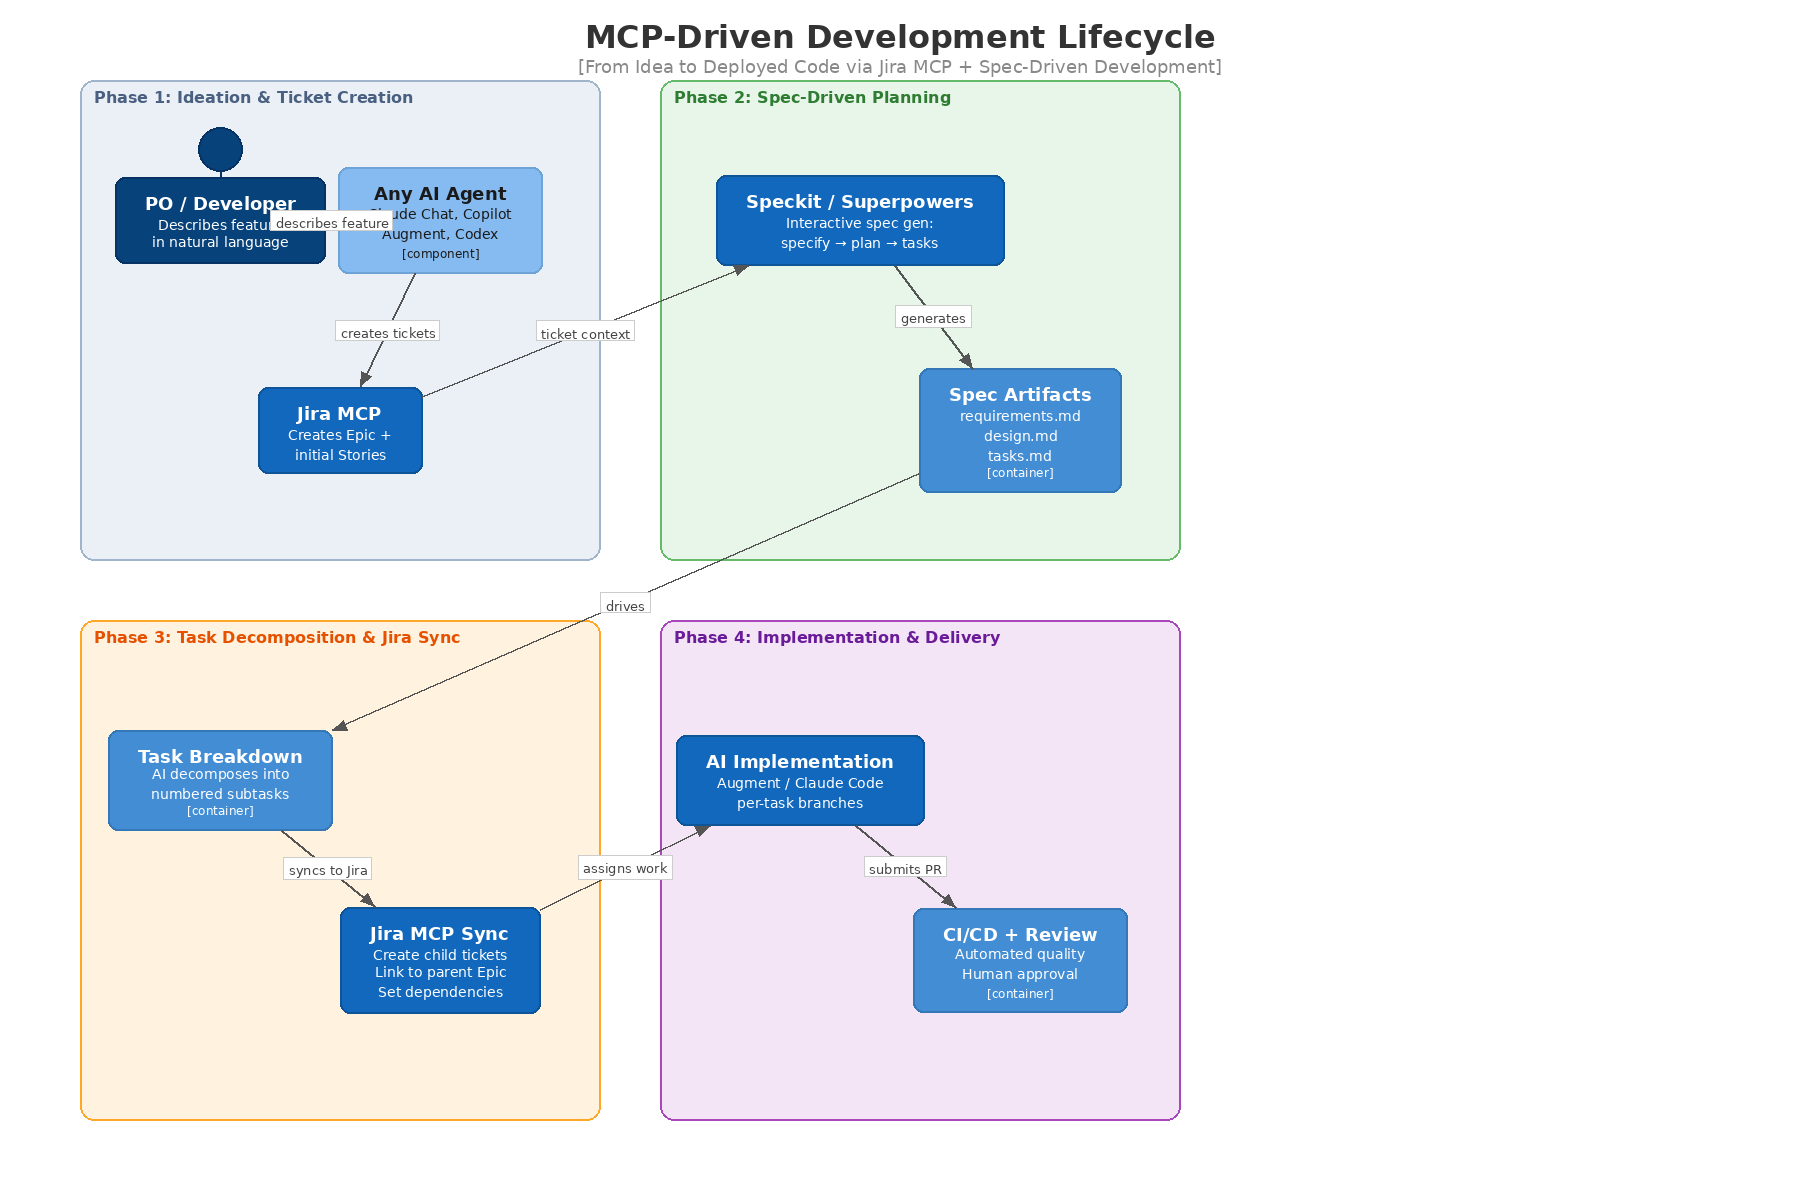 MCP-Driven Development Lifecycle
[From Idea to Deployed Code via Jira MCP + Spec-Driven Development]
Phase 1: Ideation & Ticket Creation
PO / Developer
Describes featu
in natural language
describes feature
Any AI Agent
ude Chat, Copilot
Augment, Codex
[component]
creates tickets
Jira MCP
Creates Epic +
initial Stories
ticket context
Phase 2: Spec-Driven Planning
Speckit / Superpowers
Interactive spec gen:
specify → plan → tasks
generates
Spec Artifacts
requirements.md
design.md
tasks.md
[container]
drives
Phase 3: Task Decomposition & Jira Sync
Task Breakdown
AI decomposes into
numbered subtasks
[container]
syncs to Jira
Jira MCP Sync
Create child tickets
Link to parent Epic
Set dependencies
assigns work
Phase 4: Implementation & Delivery
AI Implementation
Augment / Claude Code
per-task branches
submits PR
CI/CD + Review
Automated quality
Human approval
[container]